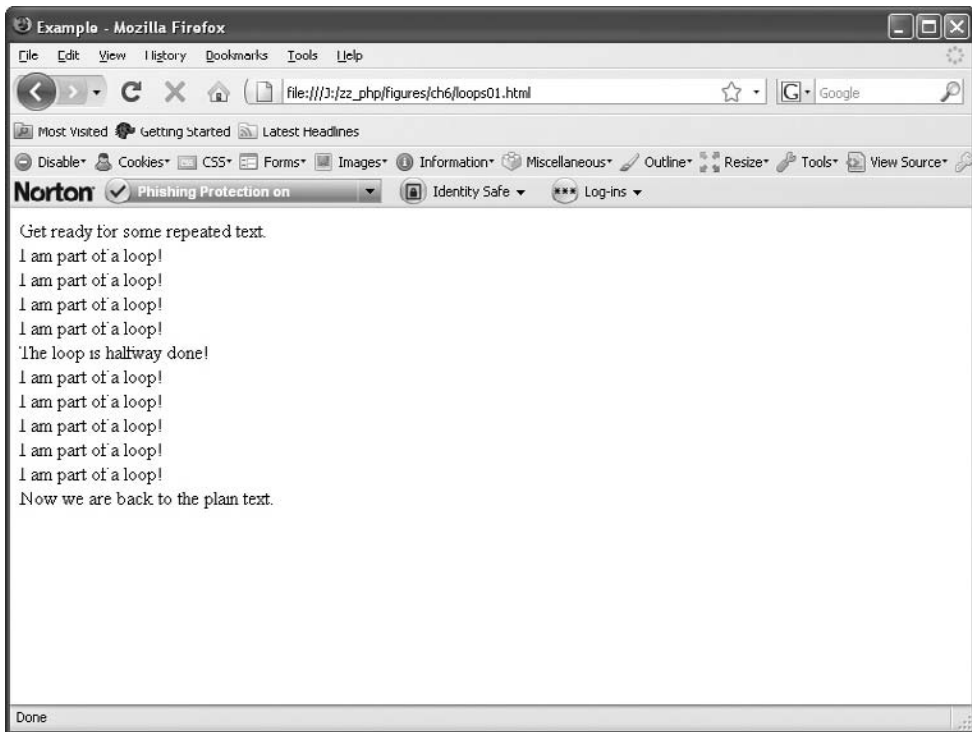 Example - Mozilla Firefox
File Edit View History Bookmarks Tools Help
file:///J:/zz_php/figures/ch6/loops01.html G Google
Most Visited Getting Started Latest Headlines
Disable Cookies CSS Forms Images Information Miscellaneous Outline Resize Tools View Source
Norton Phishing Protection on Identity Safe Log-ins
Get ready for some repeated text.
I am part of a loop!
I am part of a loop!
I am part of a loop!
I am part of a loop!
The loop is halfway done!
I am part of a loop!
I am part of a loop!
I am part of a loop!
I am part of a loop!
I am part of a loop!
Now we are back to the plain text.
Done